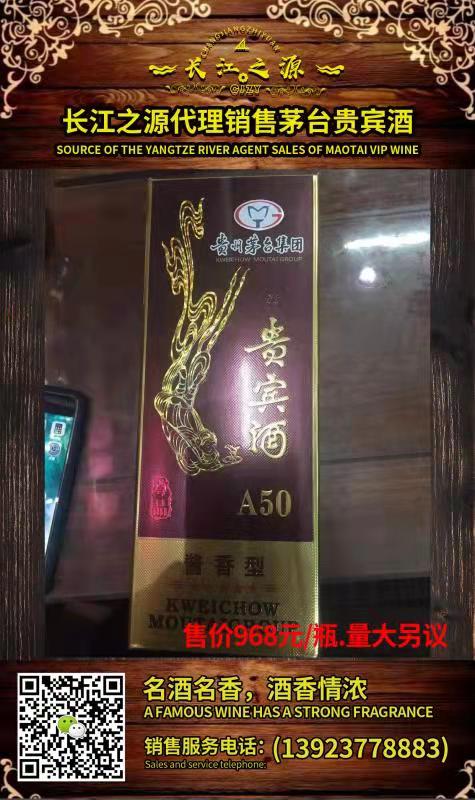 CHANGJIANGZHIYUAN
长江之源
CJZY
长江之源代理销售茅台贵宾酒
SOURCE OF THE YANGTZE RIVER AGENT SALES OF MAOTAI VIP WINE
贵州茅台集团
KWEICHOW MOUTAI GROUP
贵宾酒
A50
酱香型
KWEICHOW
MOUTAI GROUP
售价968元/瓶.量大另议
名酒名香，酒香情浓
A FAMOUS WINE HAS A STRONG FRAGRANCE
销售服务电话：(13923778883)
Sales and service telephone: